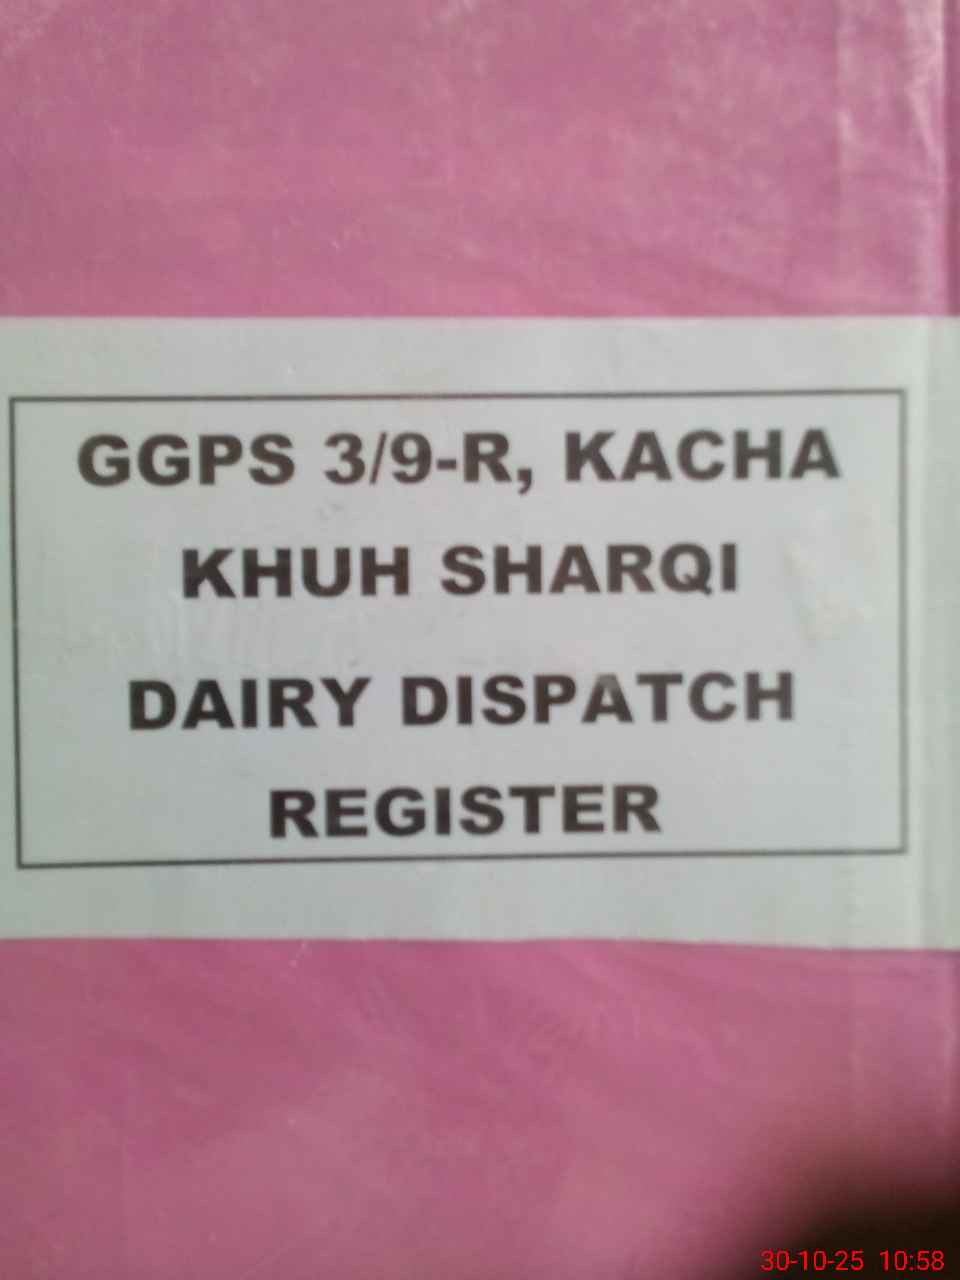 GGPS 3/9-R, KACHA
KHUH SHARQI
DAIRY DISPATCH
REGISTER
30-10-25 10:58